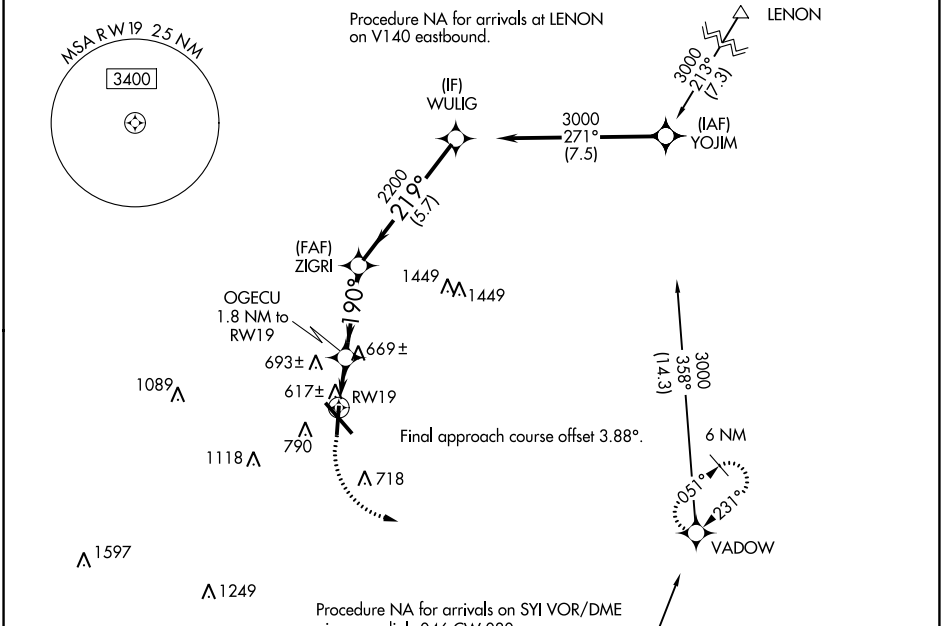 Procedure NA for arrivals at LENON
on V140 eastbound.
LENON
MSA RW19 25 NM
3400
3000
213°
(7.3)
(IF)
WULIG
3000
271°
(7.5)
(IAF)
YOJIM
2200
219°
(5.7)
(FAF)
ZIGRI
1449
1449
190°
OGECU
1.8 NM to
RW19
669±
693±
3000
358°
(14.3)
1089
617±
RW19
790
Final approach course offset 3.88°.
6 NM
1118
718
051°
231°
VADOW
1597
1249
Procedure NA for arrivals on SYI VOR/DME